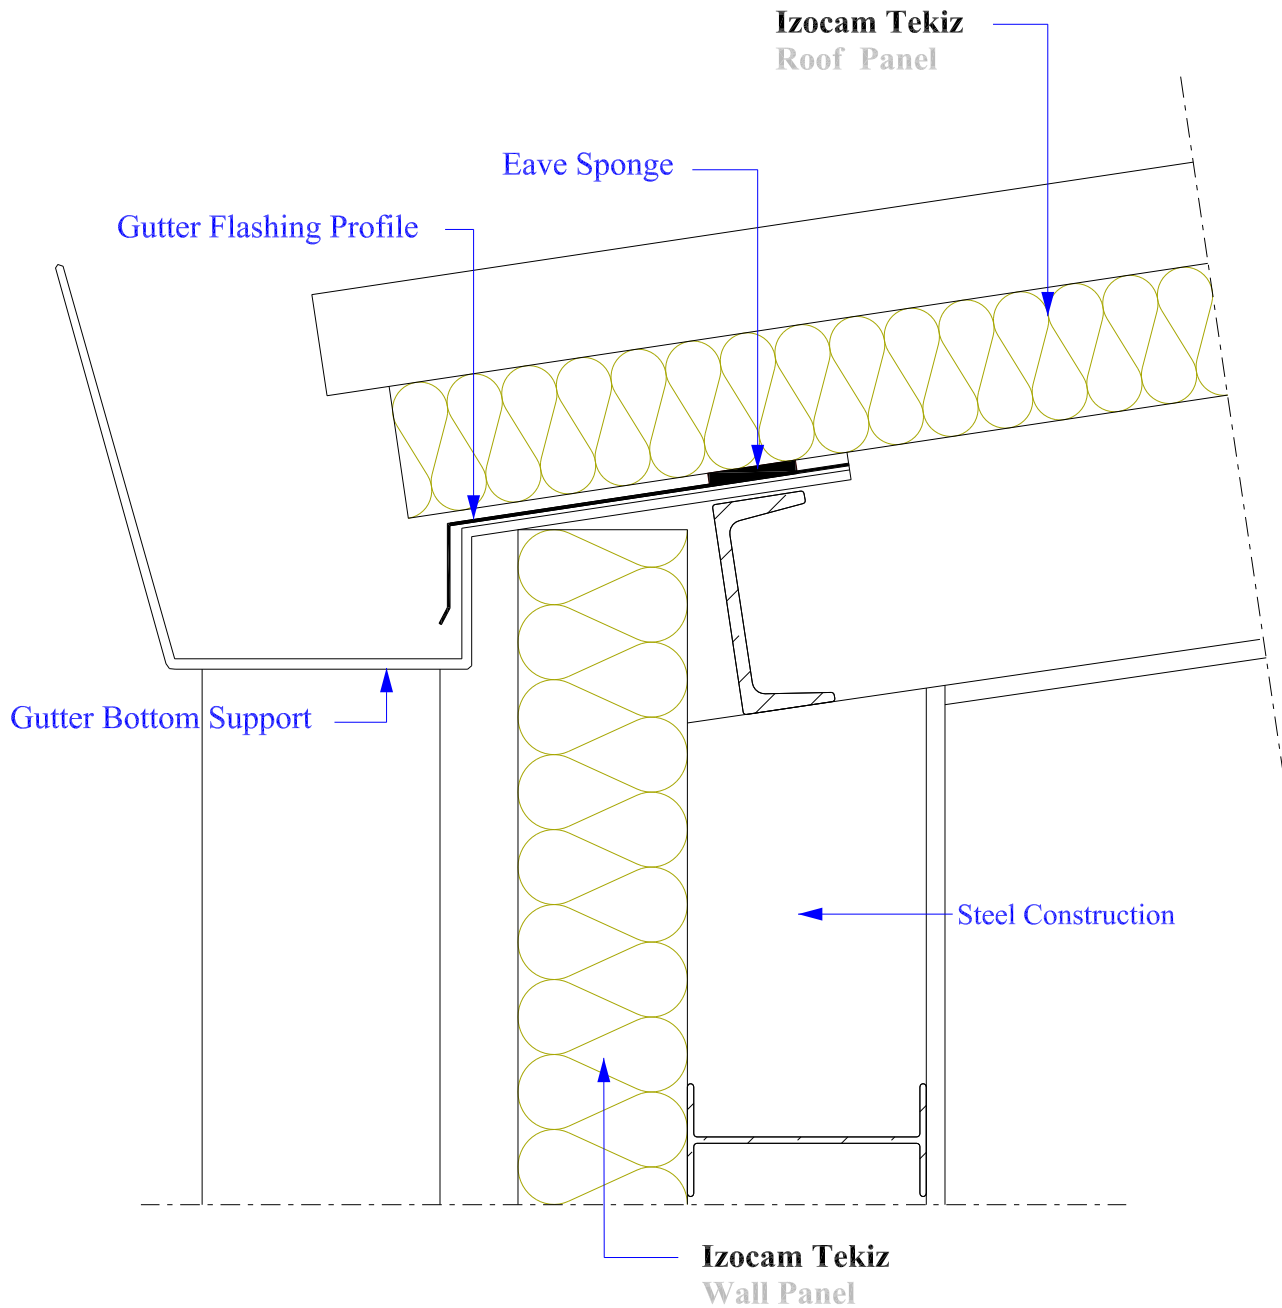 Izocam Tekiz
Roof Panel
Eave Sponge
Gutter Flashing Profile
Gutter Bottom Support
Steel Construction
Izocam Tekiz
Wall Panel